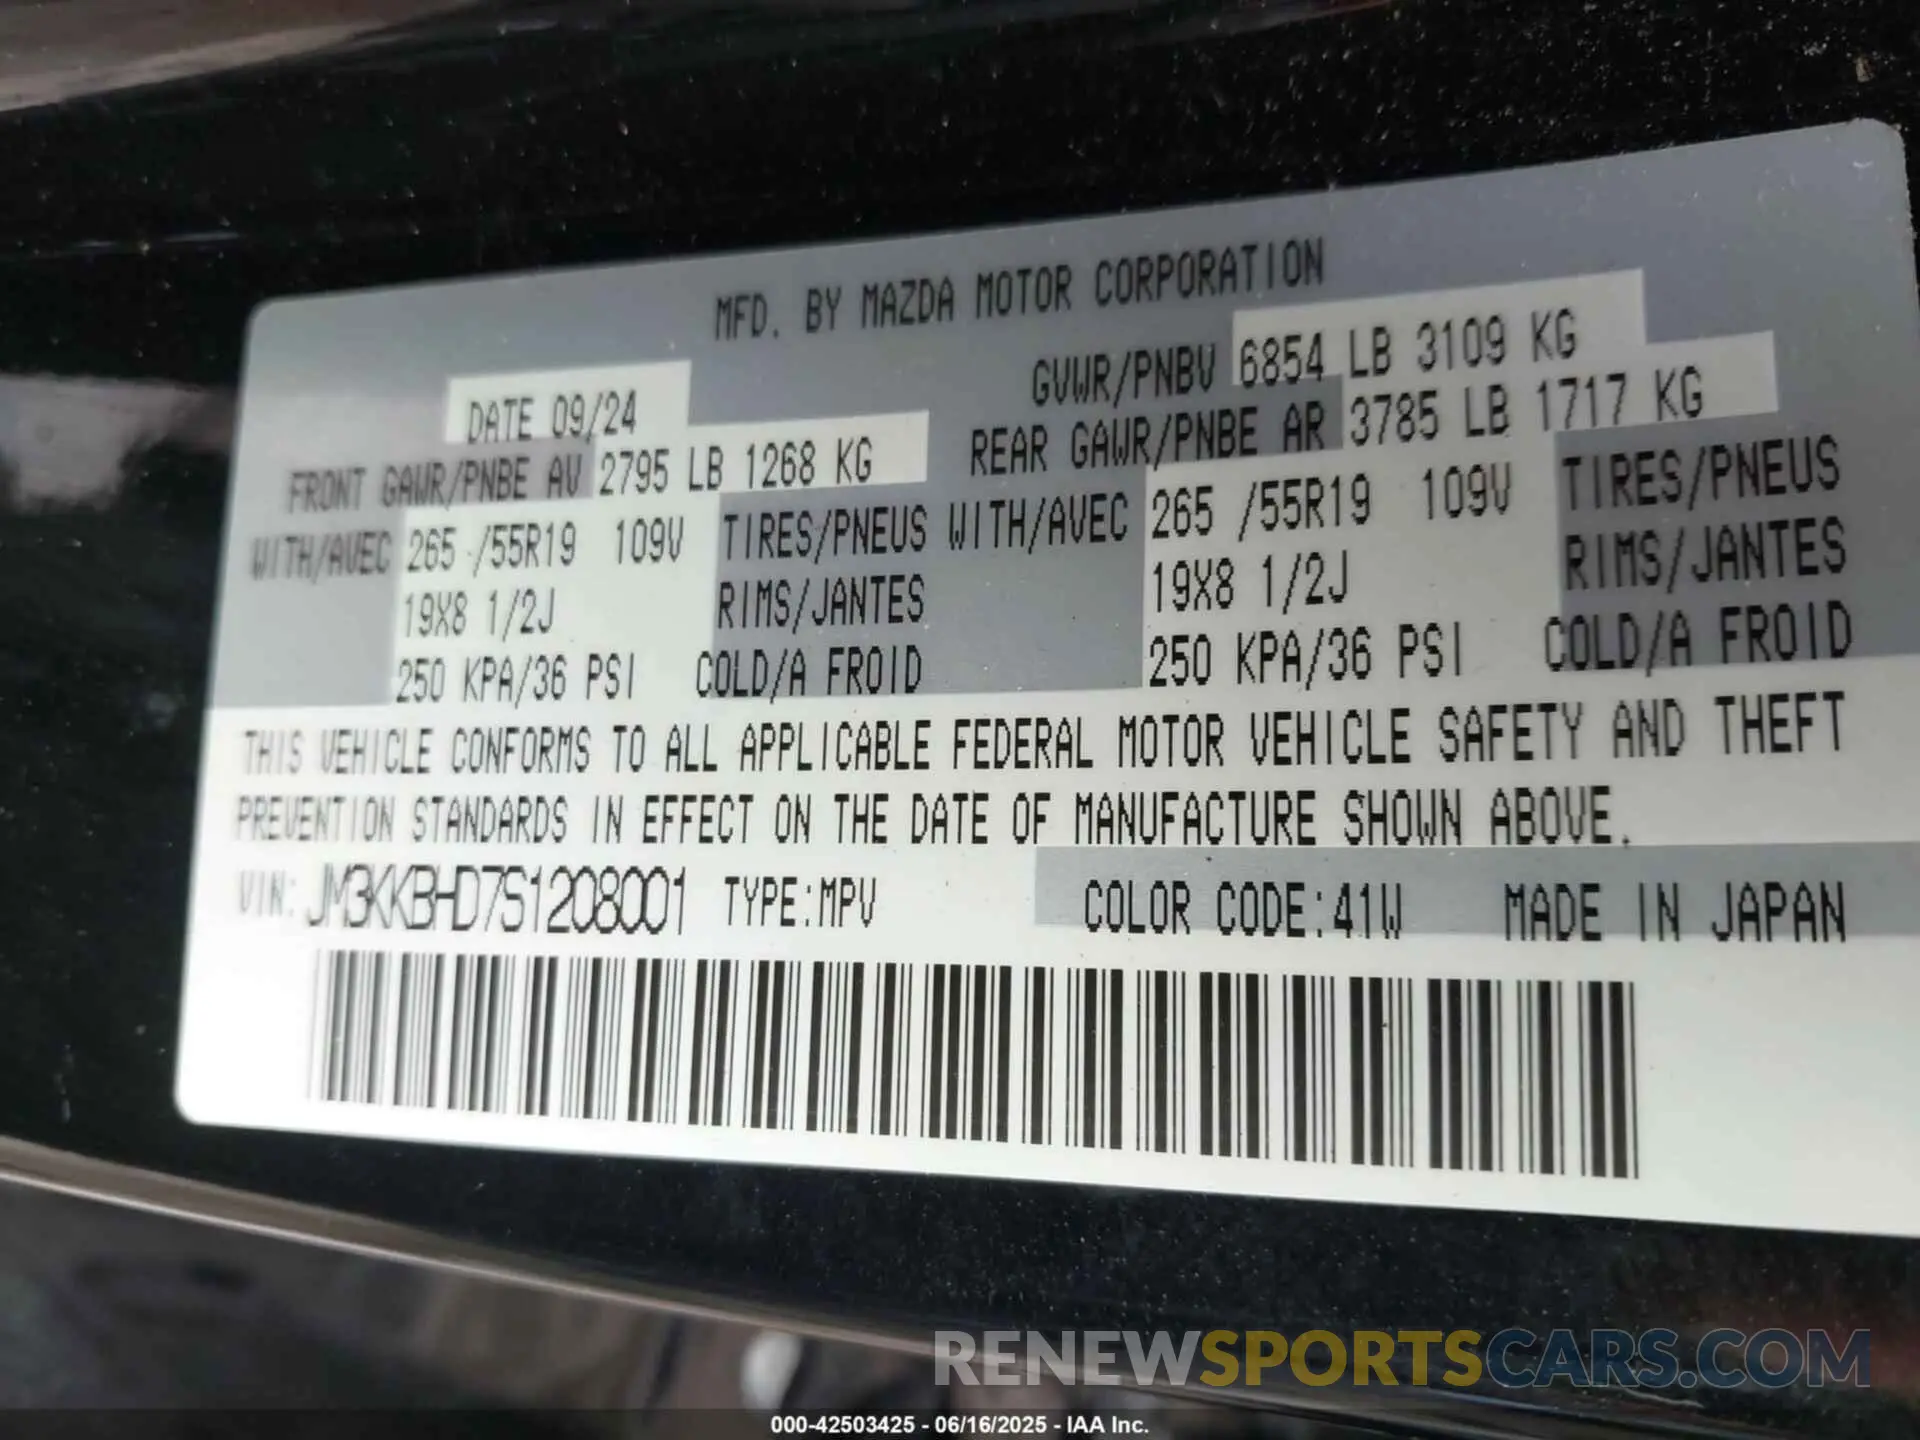 MFD. BY MAZDA MOTOR CORPORATION
DATE 09/24 GVWR/PNBV 6854 LB 3109 KG
FRONT GAWR/PNBE AV 2795 LB 1268 KG REAR GAWR/PNBE AR 3785 LB 1717 KG
WITH/AVEC 265 /55R19 109V TIRES/PNEUS WITH/AVEC 265 /55R19 109V TIRES/PNEUS
19X8 1/2J RIMS/JANTES 19X8 1/2J RIMS/JANTES
250 KPA/36 PSI COLD/A FROID 250 KPA/36 PSI COLD/A FROID
THIS VEHICLE CONFORMS TO ALL APPLICABLE FEDERAL MOTOR VEHICLE SAFETY AND THEFT
PREVENTION STANDARDS IN EFFECT ON THE DATE OF MANUFACTURE SHOWN ABOVE.
VIN: JM3KKBHD7S1208001 TYPE:MPV COLOR CODE:41W MADE IN JAPAN
RENEWSPORTSCARS.COM
000-42503425 - 06/16/2025 - IAA Inc.